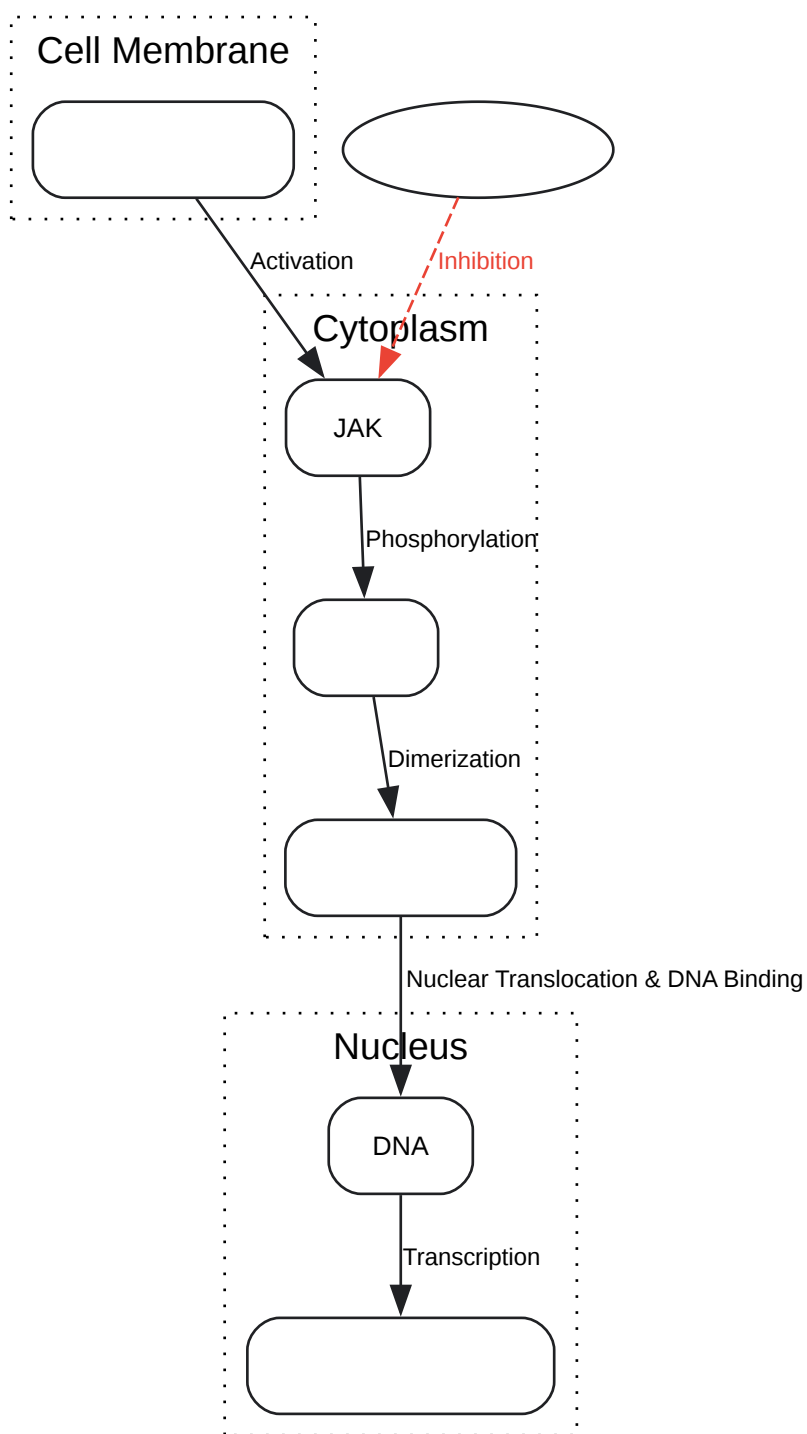 Cell Membrane
Activation
Inhibition
Cytoplasm
JAK
Phosphorylation
Dimerization
Nuclear Translocation & DNA Binding
Nucleus
DNA
Transcription